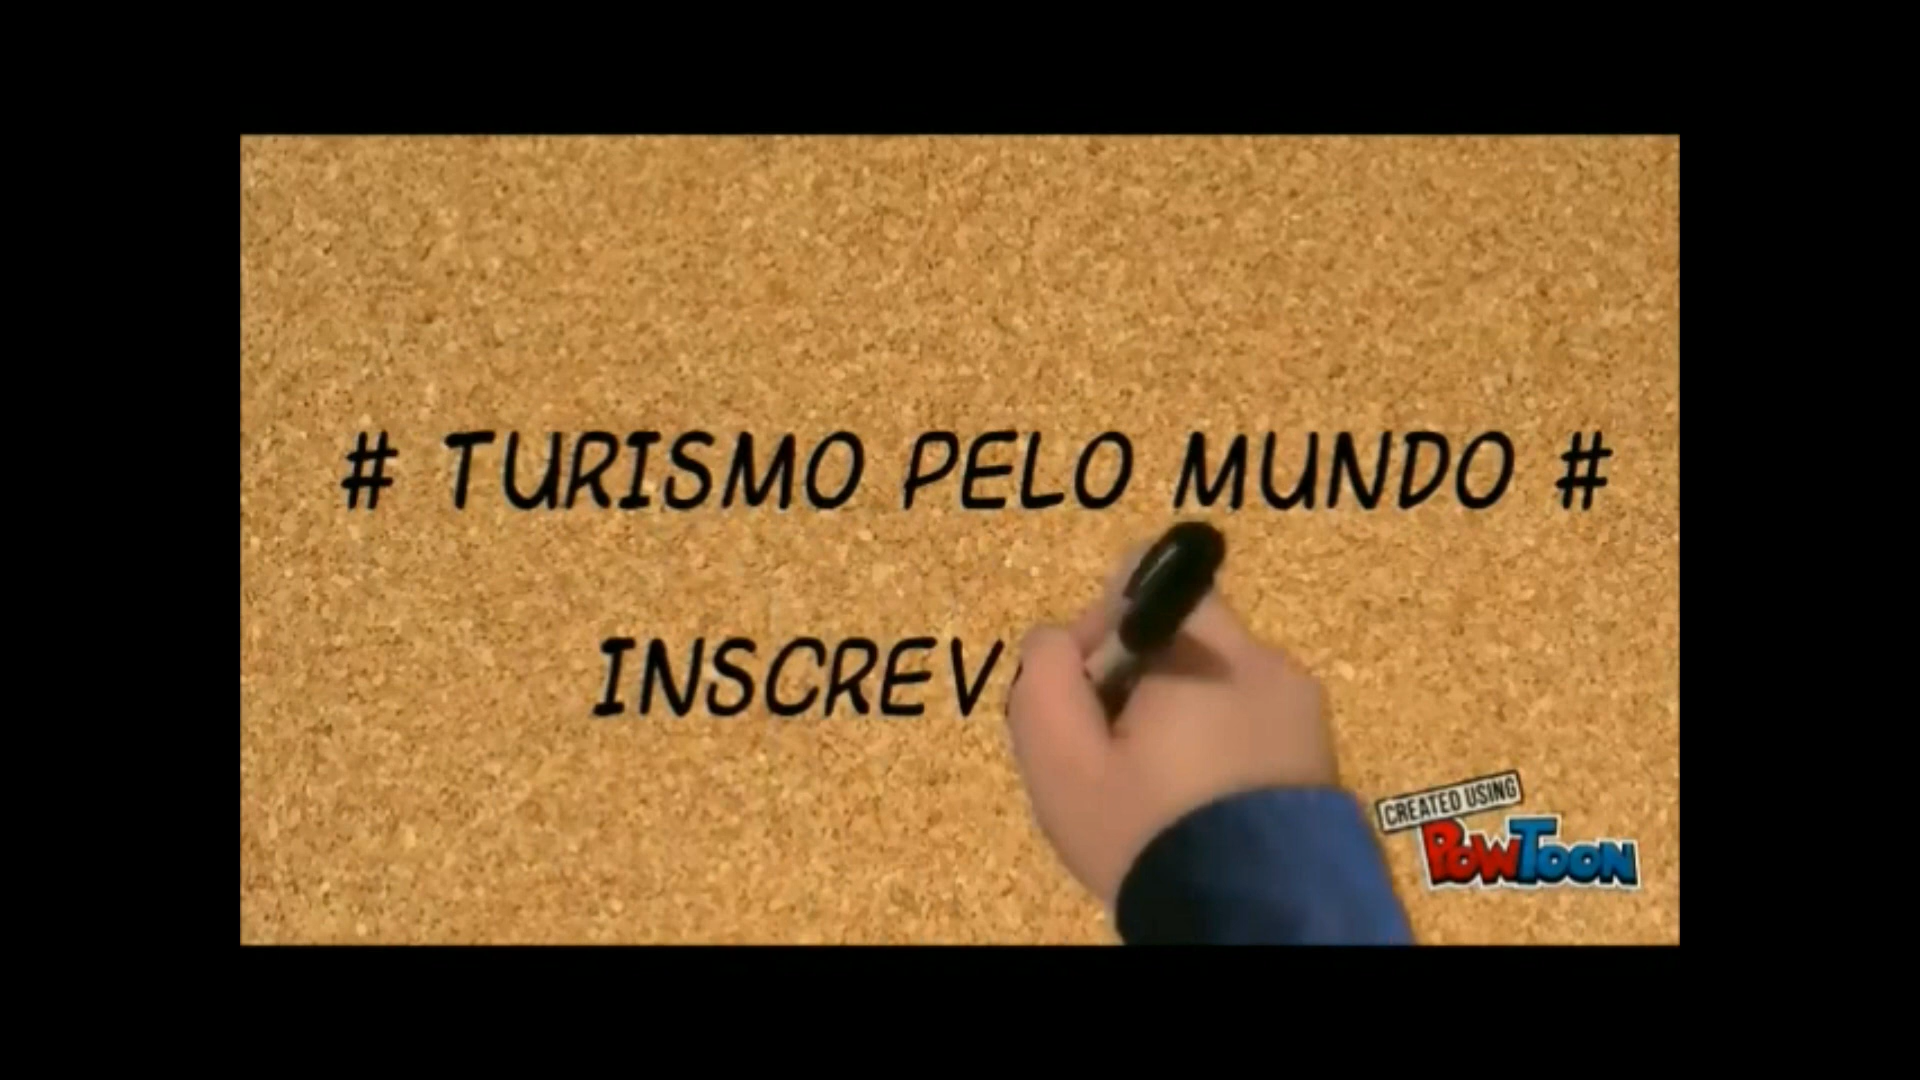 # TURISMO PELO MUNDO #
INSCREV
CREATED USING
POWTOON